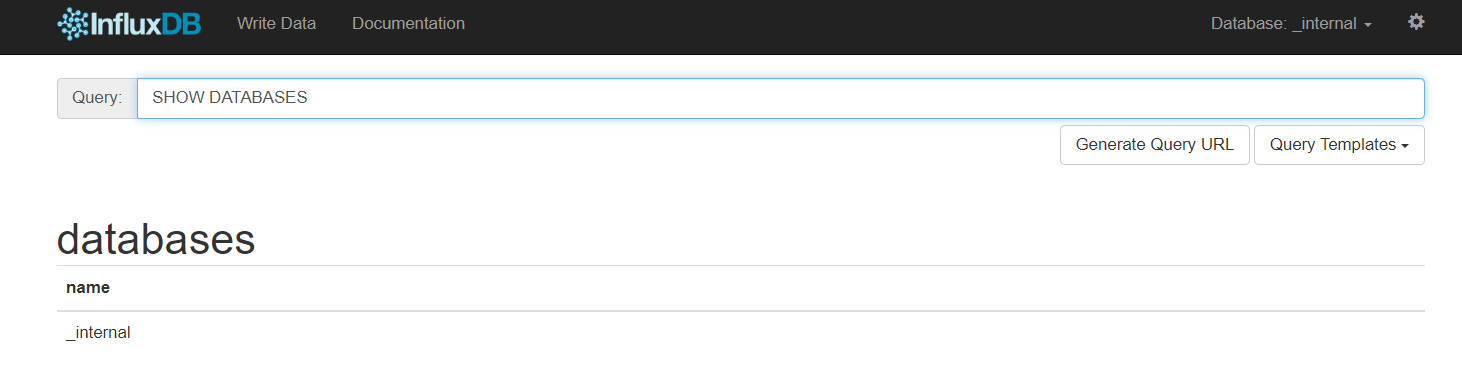 InfluxDB Write Data Documentation Database: _internal
Query: SHOW DATABASES
Generate Query URL Query Templates
databases
name
_internal